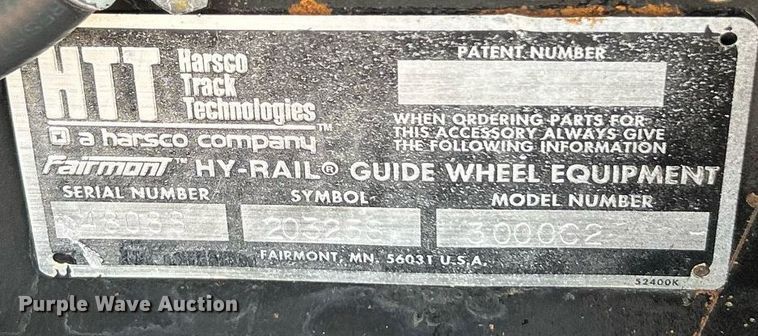 HTT Harsco
Track
Technologies™
a harsco company
PATENT NUMBER
WHEN ORDERING PARTS FOR
THIS ACCESSORY ALWAYS GIVE
THE FOLLOWING INFORMATION
Fairmont™ HY-RAIL® GUIDE WHEEL EQUIPMENT
SERIAL NUMBER SYMBOL MODEL NUMBER
3000C2
FAIRMONT, MN. 56031 U.S.A.
52400K
Purple Wave Auction